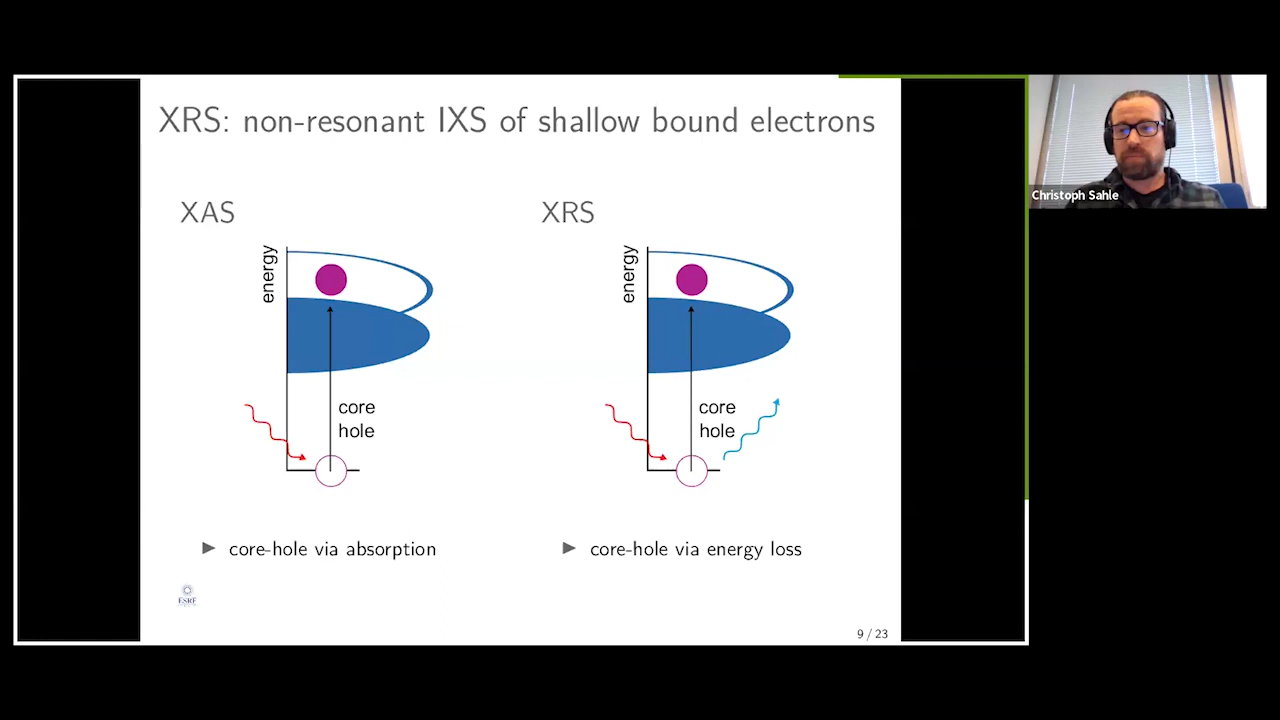 XRS: non-resonant IXS of shallow bound electrons
XAS
energy
core
hole
▶ core-hole via absorption
XRS
energy
core
hole
▶ core-hole via energy loss
ESRF
9 / 23
Christoph Sahle